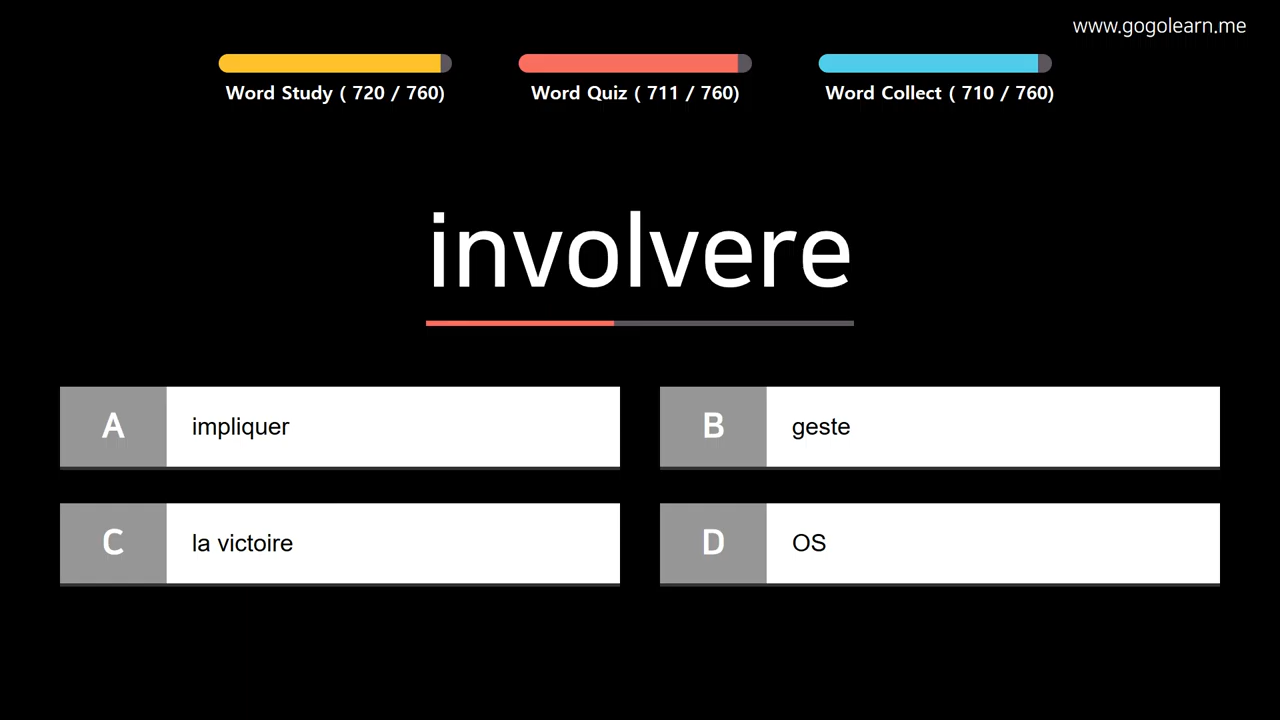 www.gogolearn.me
Word Study ( 720 / 760)
Word Quiz ( 711 / 760)
Word Collect ( 710 / 760)
involvere
A impliquer
B geste
C la victoire
D OS